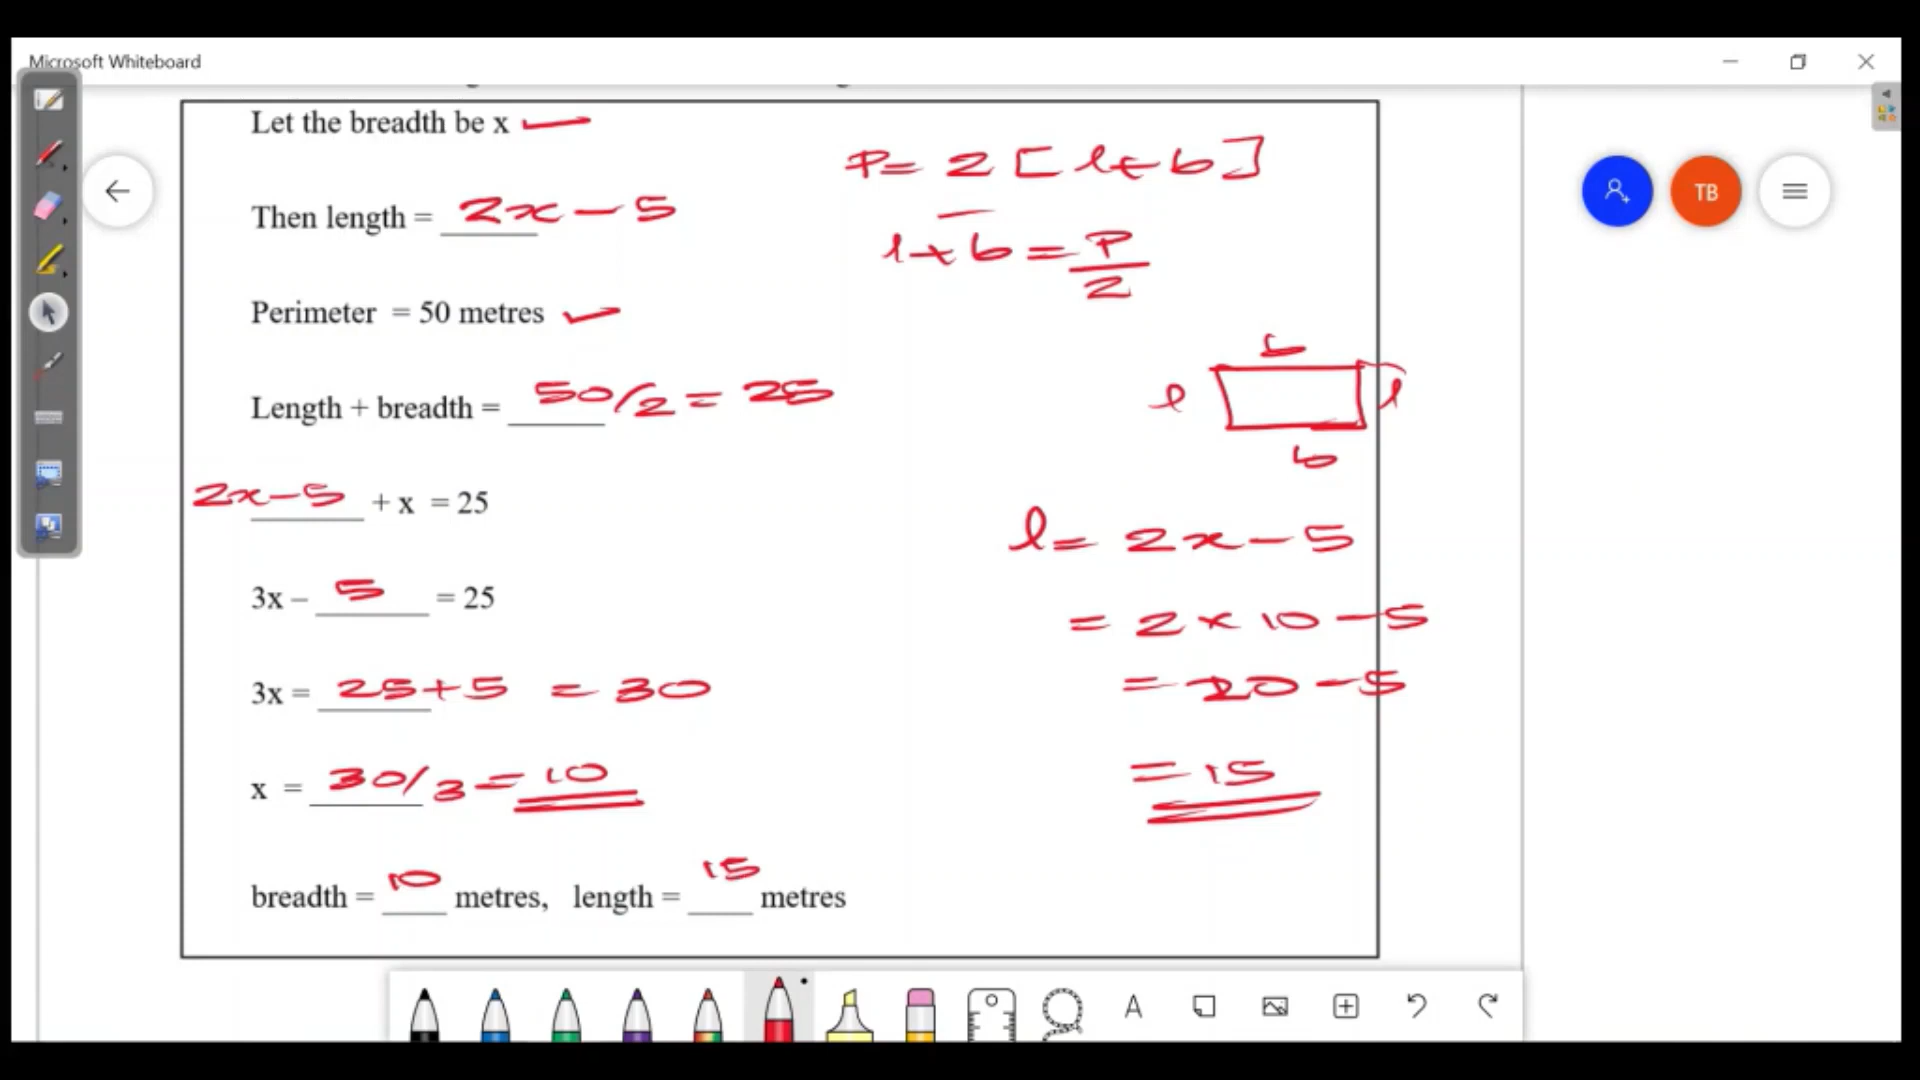 Microsoft Whiteboard
Let the breadth be x
P = 2 [ l + b ]
Then length = 2x - 5
l + b = P/2
TB
Perimeter = 50 metres
b
l l
b
Length + breadth = 50/2 = 25
2x-5 + x = 25
l = 2x - 5
3x – 5 = 25
= 2 x 10 - 5
3x = 25+5 = 30
= 20 - 5
x = 30/3 = 10
= 15
breadth = 10 metres, length = 15 metres
A